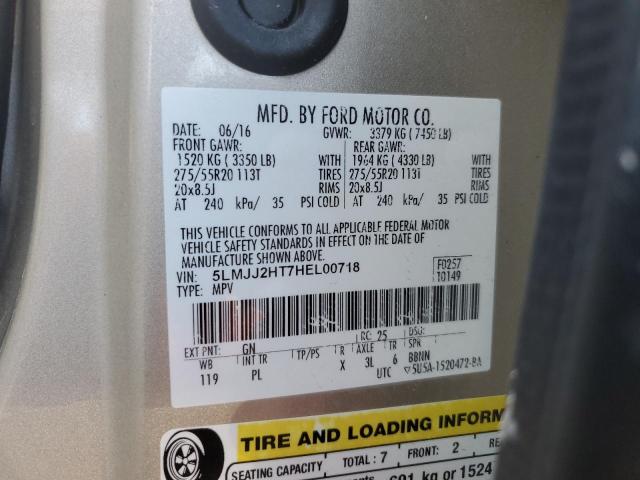 MFD. BY FORD MOTOR CO.
DATE: 06/16 GVWR: 3379 KG ( 7450 LB)
FRONT GAWR: REAR GAWR:
1520 KG ( 3350 LB) WITH 1964 KG ( 4330 LB) WITH
275/55R20 113T TIRES 275/55R20 113T TIRES
20x8.5J RIMS 20x8.5J RIMS
AT 240 kPa/ 35 PSI COLD AT 240 kPa/ 35 PSI COLD
THIS VEHICLE CONFORMS TO ALL APPLICABLE FEDERAL MOTOR
VEHICLE SAFETY STANDARDS IN EFFECT ON THE DATE OF
MANUFACTURE SHOWN ABOVE.
VIN: 5LMJJ2HT7HEL00718 F0257
TYPE: MPV T0149
EXT PNT: GN RC: 25 DSO:
WB INT TR TP/PS R AXLE TR SPR
119 PL X 3L 6 BBNN
UTC 5U5A-1520472-BA
TIRE AND LOADING INFORM
SEATING CAPACITY TOTAL: 7 FRONT: 2
kg or 1524